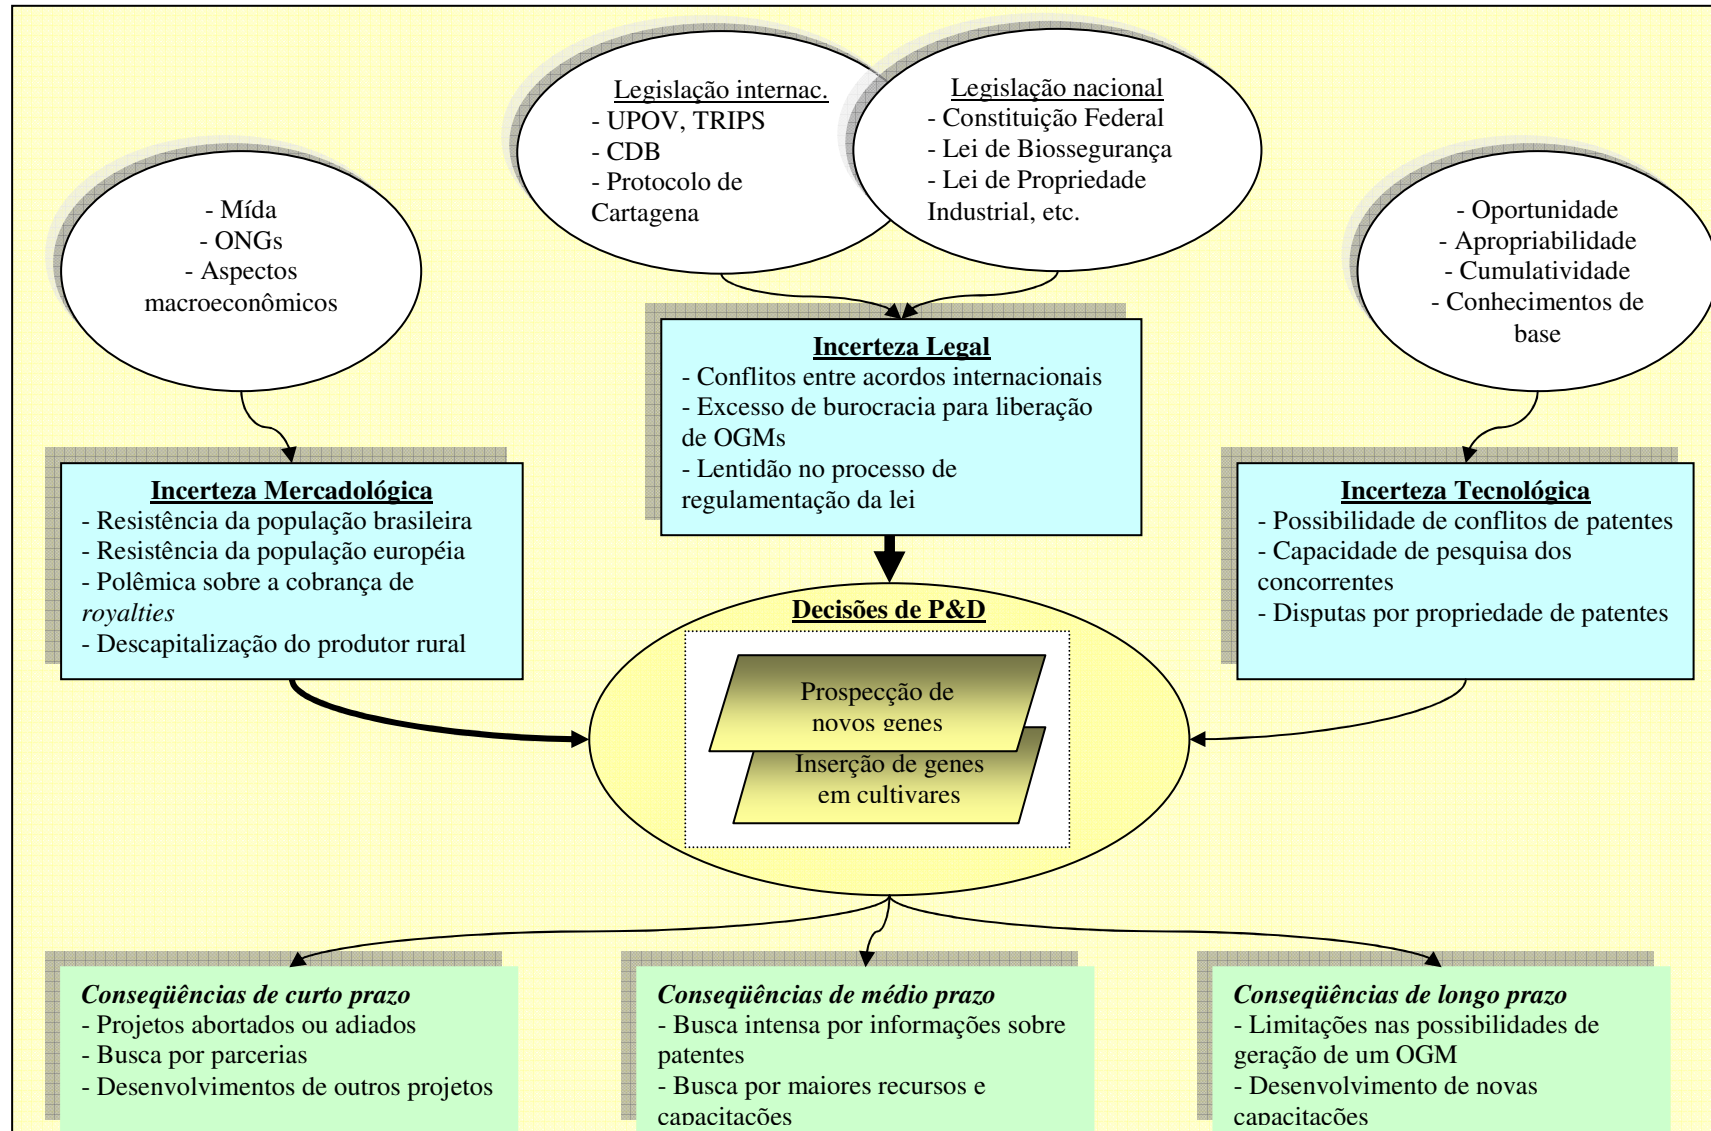 Legislação internac.
- UPOV, TRIPS
- CDB
- Protocolo de
Cartagena
Legislação nacional
- Constituição Federal
- Lei de Biossegurança
- Lei de Propriedade
Industrial, etc.
- Mída
- ONGs
- Aspectos
macroeconômicos
- Oportunidade
- Apropriabilidade
- Cumulatividade
- Conhecimentos de
base
Incerteza Legal
- Conflitos entre acordos internacionais
- Excesso de burocracia para liberação
de OGMs
- Lentidão no processo de
regulamentação da lei
Incerteza Mercadológica
- Resistência da população brasileira
- Resistência da população européia
- Polêmica sobre a cobrança de
royalties
- Descapitalização do produtor rural
Incerteza Tecnológica
- Possibilidade de conflitos de patentes
- Capacidade de pesquisa dos
concorrentes
- Disputas por propriedade de patentes
Decisões de P&D
Prospecção de
novos genes
Inserção de genes
em cultivares
Conseqüências de curto prazo
- Projetos abortados ou adiados
- Busca por parcerias
- Desenvolvimentos de outros projetos
Conseqüências de médio prazo
- Busca intensa por informações sobre
patentes
- Busca por maiores recursos e
capacitações
Conseqüências de longo prazo
- Limitações nas possibilidades de
geração de um OGM
- Desenvolvimento de novas
capacitações